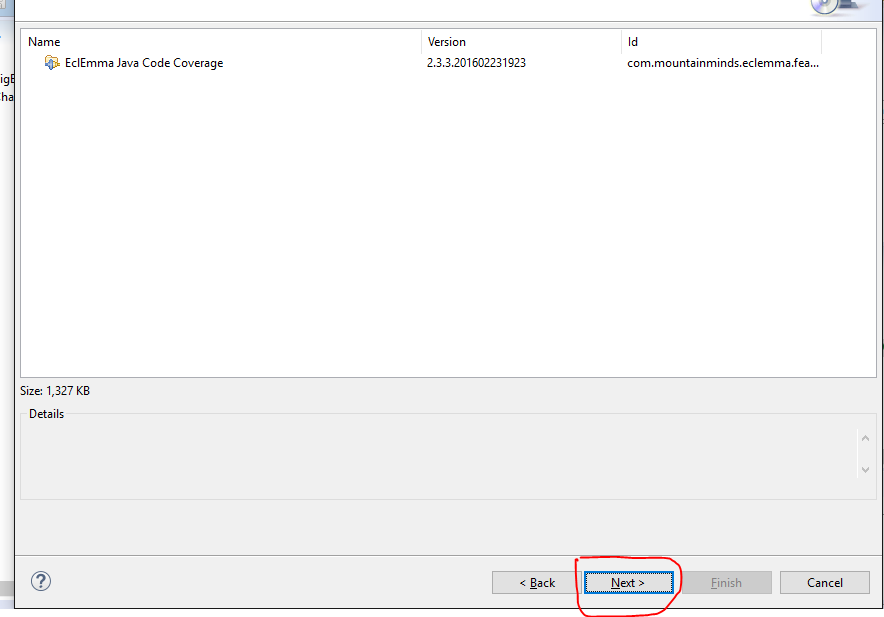 Name Version Id
EclEmma Java Code Coverage 2.3.3.201602231923 com.mountainminds.eclemma.fea...
Size: 1,327 KB
Details
? < Back Next > Finish Cancel